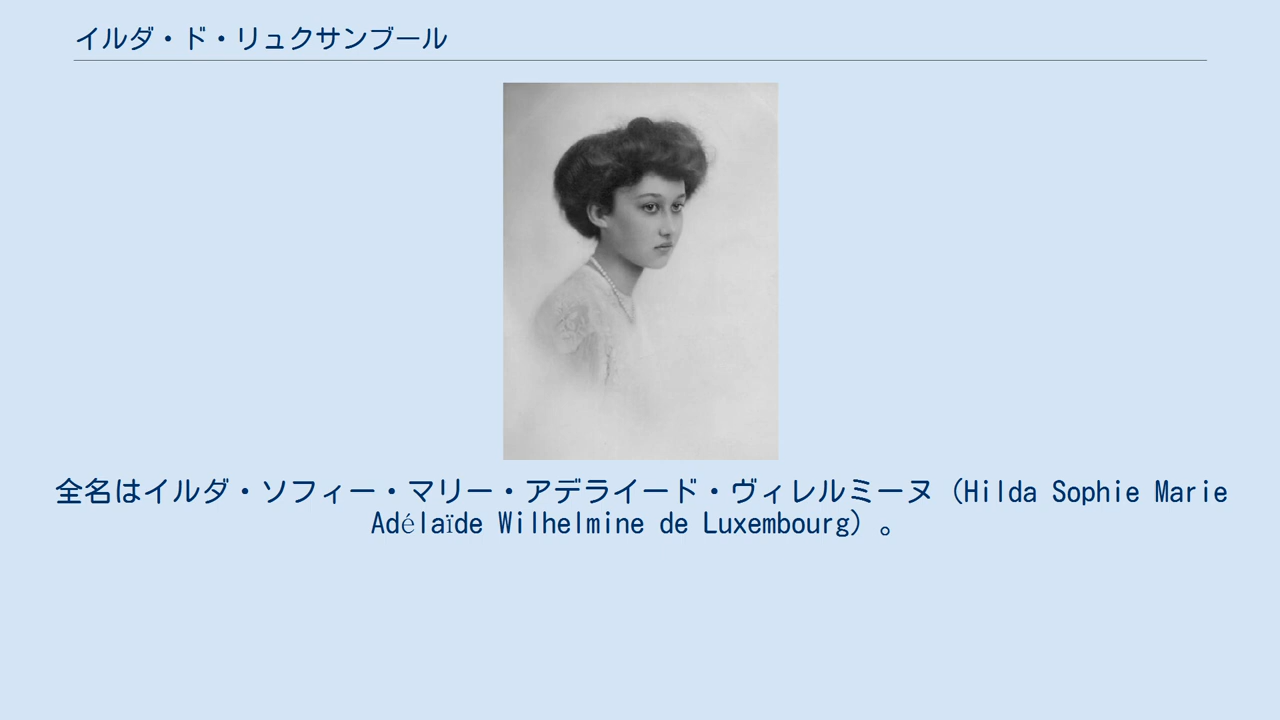 イルダ・ド・リュクサンブール
全名はイルダ・ソフィー・マリー・アデライード・ヴィレルミーヌ（Hilda Sophie Marie
Adélaïde Wilhelmine de Luxembourg）。